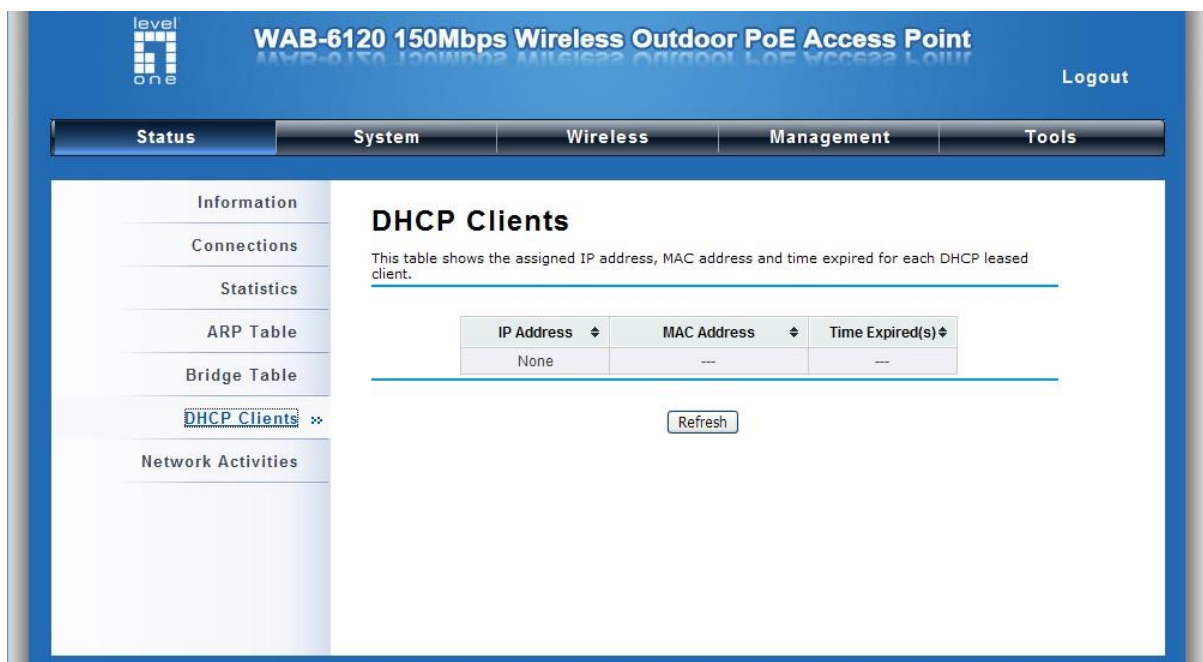 level
one
WAB-6120 150Mbps Wireless Outdoor PoE Access Point
Logout
Status System Wireless Management Tools
Information
Connections
Statistics
ARP Table
Bridge Table
DHCP Clients »
Network Activities
DHCP Clients
This table shows the assigned IP address, MAC address and time expired for each DHCP leased
client.
IP Address MAC Address Time Expired(s)
None --- ---
Refresh